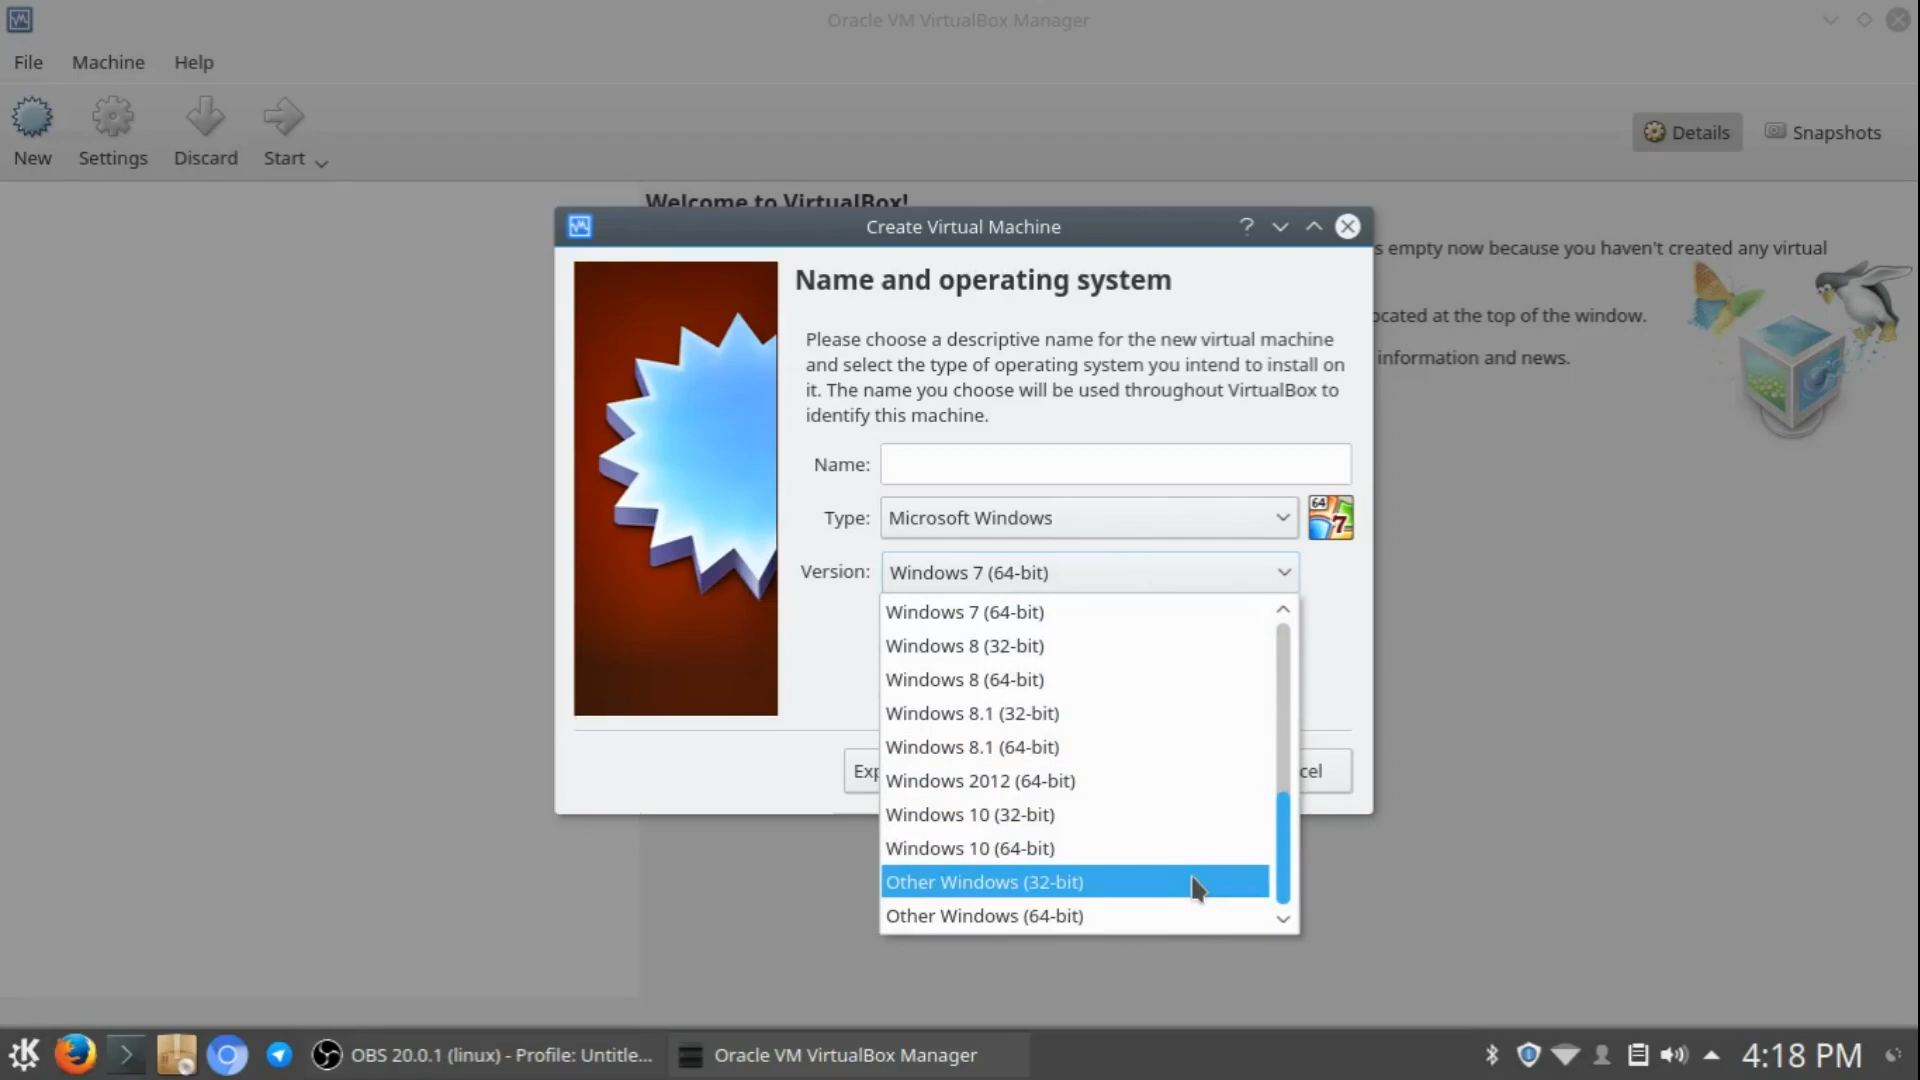 Oracle VM VirtualBox Manager
File Machine Help
New Settings Discard Start
Details Snapshots
Welcome to VirtualBox!
Create Virtual Machine
s empty now because you haven't created any virtual
ocated at the top of the window.
information and news.
Name and operating system
Please choose a descriptive name for the new virtual machine
and select the type of operating system you intend to install on
it. The name you choose will be used throughout VirtualBox to
identify this machine.
Name:
Type: Microsoft Windows
64
7
Version: Windows 7 (64-bit)
Windows 7 (64-bit)
Windows 8 (32-bit)
Windows 8 (64-bit)
Windows 8.1 (32-bit)
Windows 8.1 (64-bit)
Exp
cel
Windows 2012 (64-bit)
Windows 10 (32-bit)
Windows 10 (64-bit)
Other Windows (32-bit)
Other Windows (64-bit)
OBS 20.0.1 (linux) - Profile: Untitle... Oracle VM VirtualBox Manager 4:18 PM